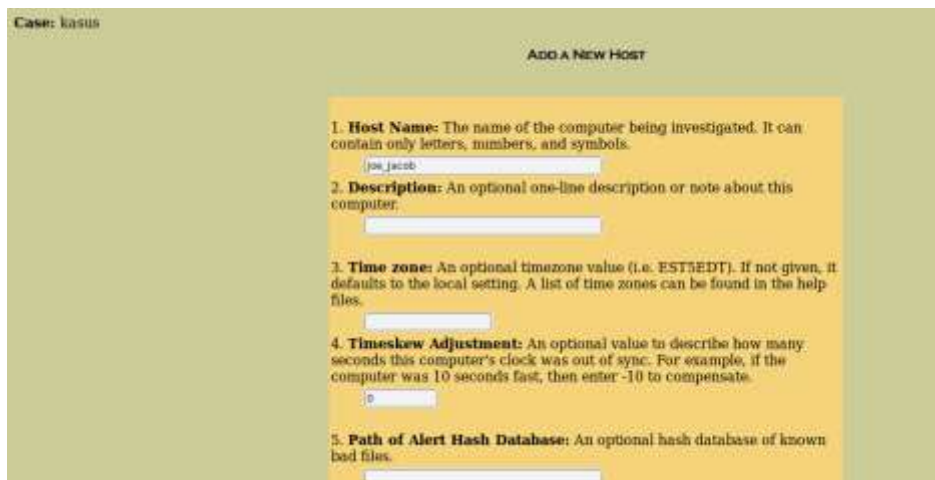 Case: kasus
ADD A NEW HOST
1. Host Name: The name of the computer being investigated. It can
contain only letters, numbers, and symbols.
joe_jacob
2. Description: An optional one-line description or note about this
computer.
3. Time zone: An optional timezone value (i.e. EST5EDT). If not given, it
defaults to the local setting. A list of time zones can be found in the help
files.
4. Timeskew Adjustment: An optional value to describe how many
seconds this computer's clock was out of sync. For example, if the
computer was 10 seconds fast, then enter -10 to compensate.
0
5. Path of Alert Hash Database: An optional hash database of known
bad files.